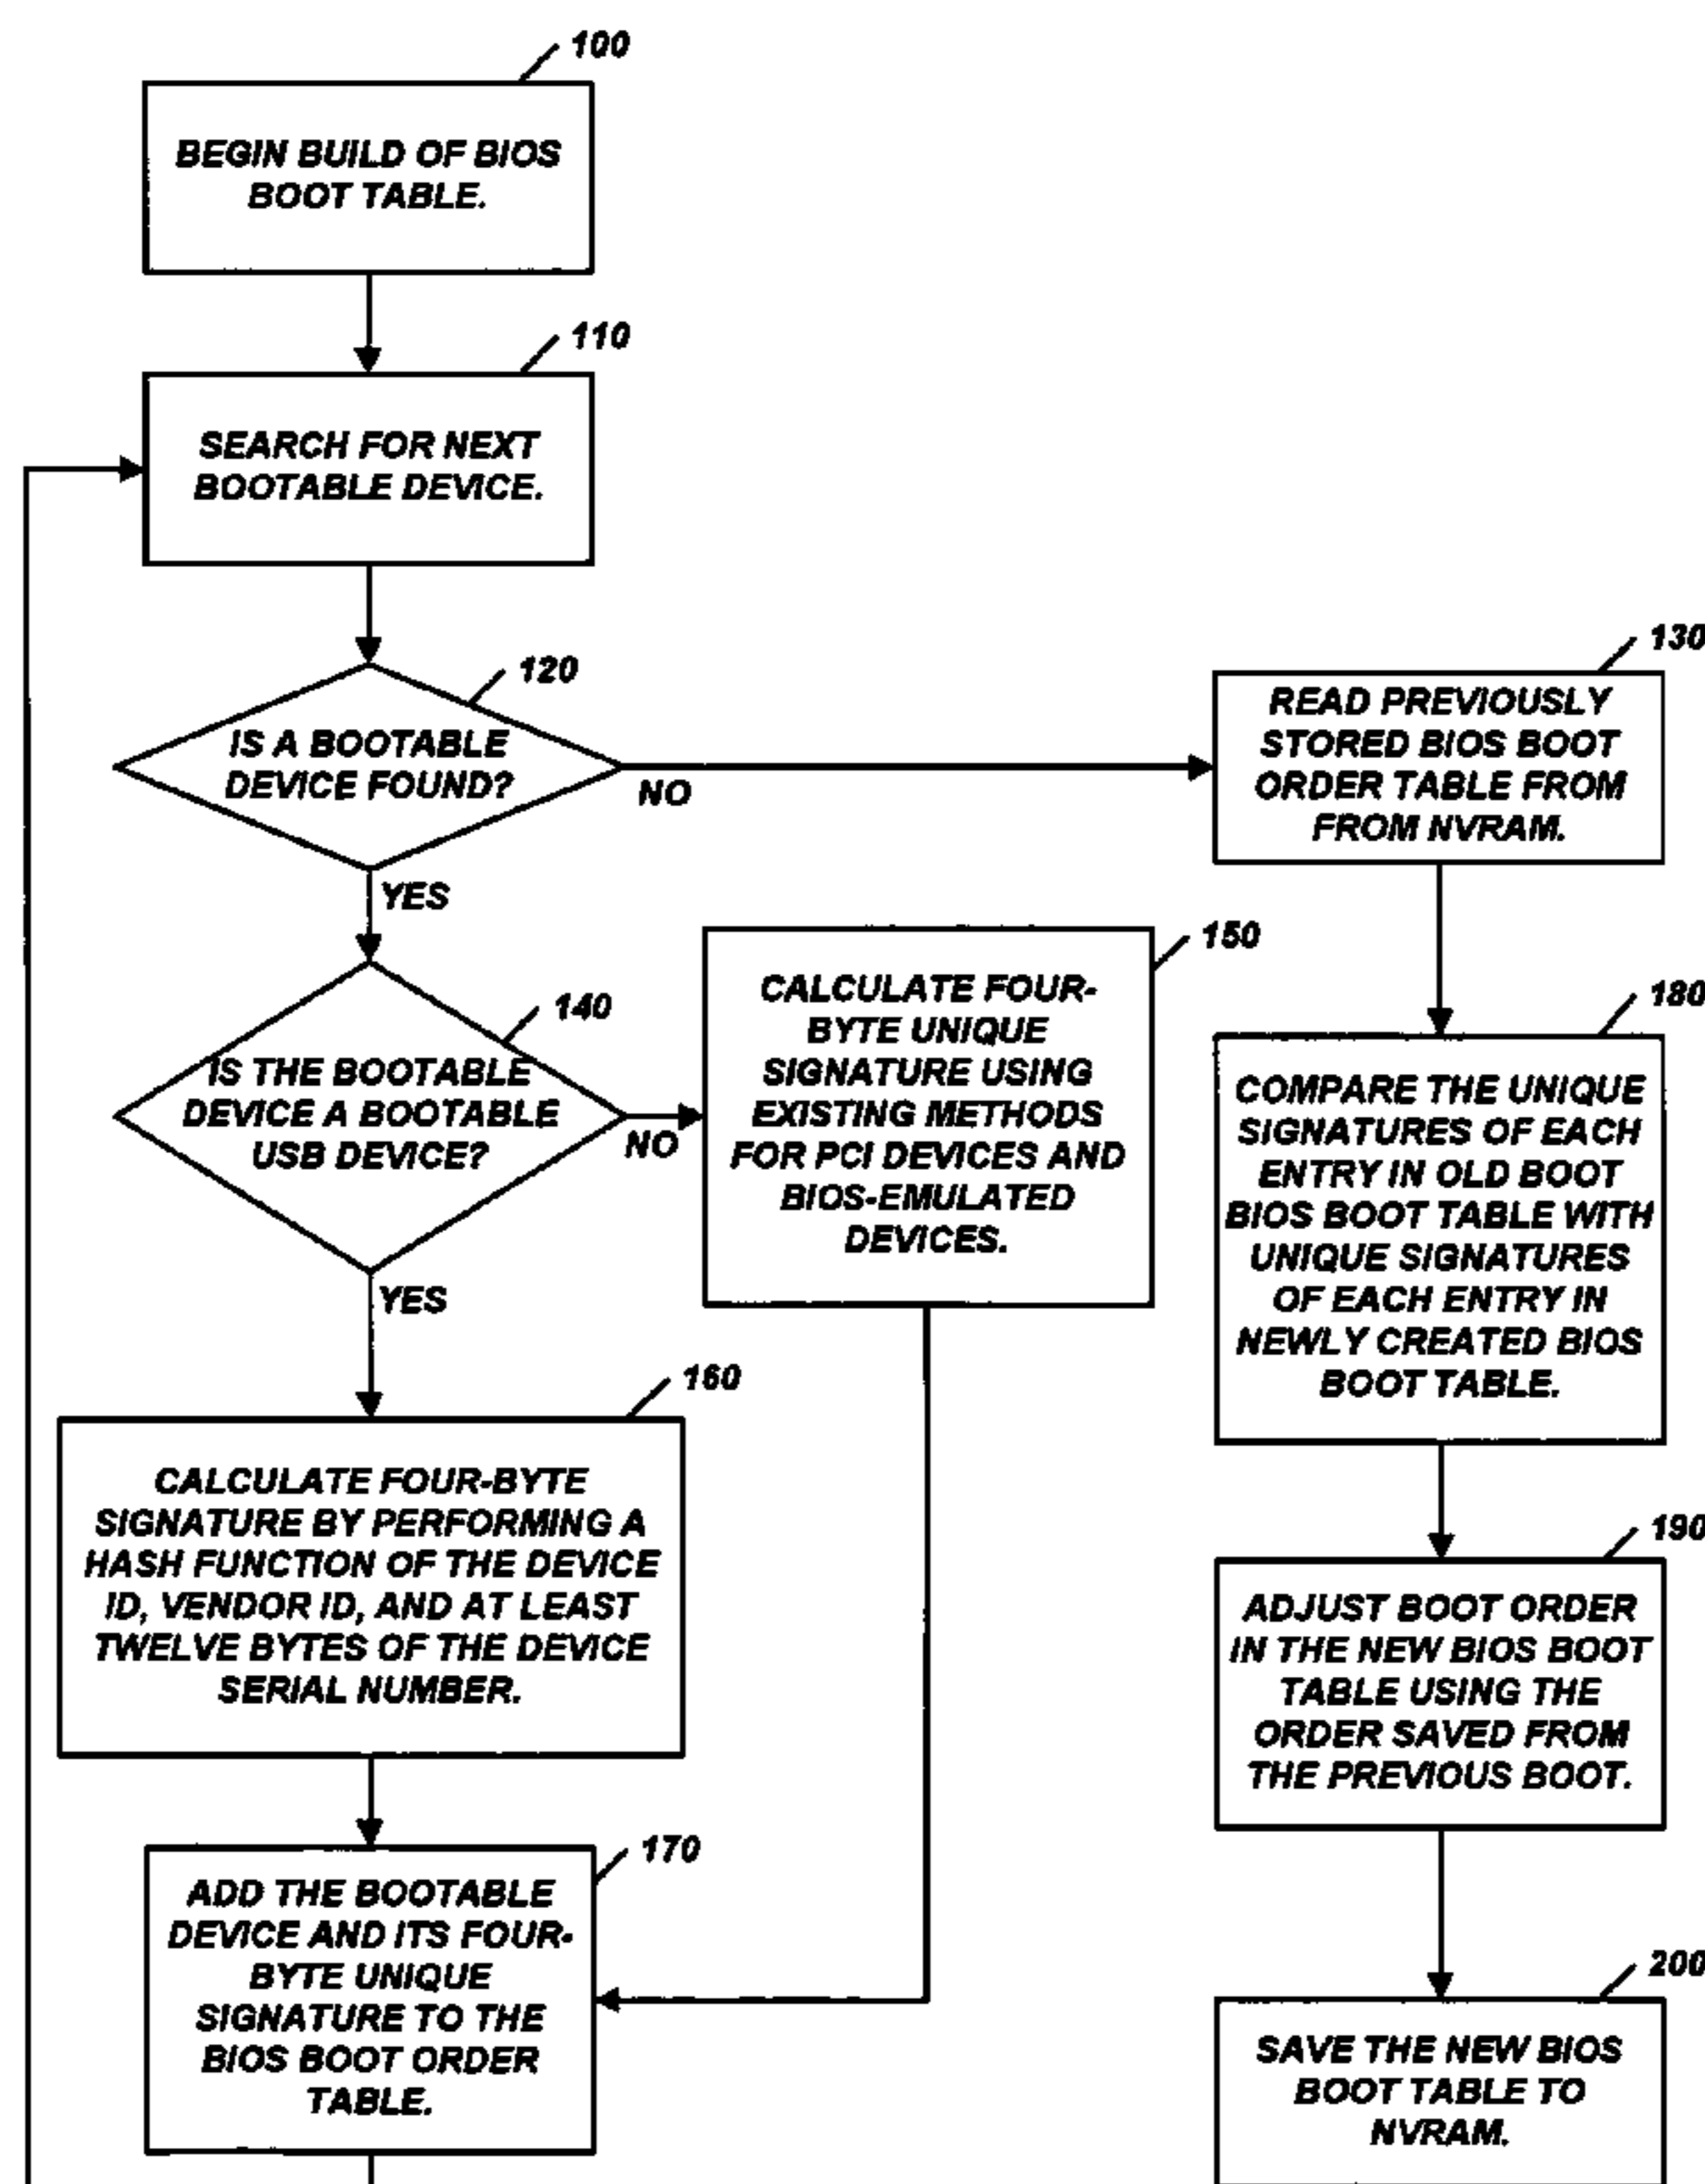 100
BEGIN BUILD OF BIOS
BOOT TABLE.
110
SEARCH FOR NEXT
BOOTABLE DEVICE.
120
IS A BOOTABLE
DEVICE FOUND?
NO
YES
130
READ PREVIOUSLY
STORED BIOS BOOT
ORDER TABLE FROM
FROM NVRAM.
140
IS THE BOOTABLE
DEVICE A BOOTABLE
USB DEVICE?
NO
YES
150
CALCULATE FOUR-
BYTE UNIQUE
SIGNATURE USING
EXISTING METHODS
FOR PCI DEVICES AND
BIOS-EMULATED
DEVICES.
160
CALCULATE FOUR-BYTE
SIGNATURE BY PERFORMING A
HASH FUNCTION OF THE DEVICE
ID, VENDOR ID, AND AT LEAST
TWELVE BYTES OF THE DEVICE
SERIAL NUMBER.
170
ADD THE BOOTABLE
DEVICE AND ITS FOUR-
BYTE UNIQUE
SIGNATURE TO THE
BIOS BOOT ORDER
TABLE.
180
COMPARE THE UNIQUE
SIGNATURES OF EACH
ENTRY IN OLD BOOT
BIOS BOOT TABLE WITH
UNIQUE SIGNATURES
OF EACH ENTRY IN
NEWLY CREATED BIOS
BOOT TABLE.
190
ADJUST BOOT ORDER
IN THE NEW BIOS BOOT
TABLE USING THE
ORDER SAVED FROM
THE PREVIOUS BOOT.
200
SAVE THE NEW BIOS
BOOT TABLE TO
NVRAM.